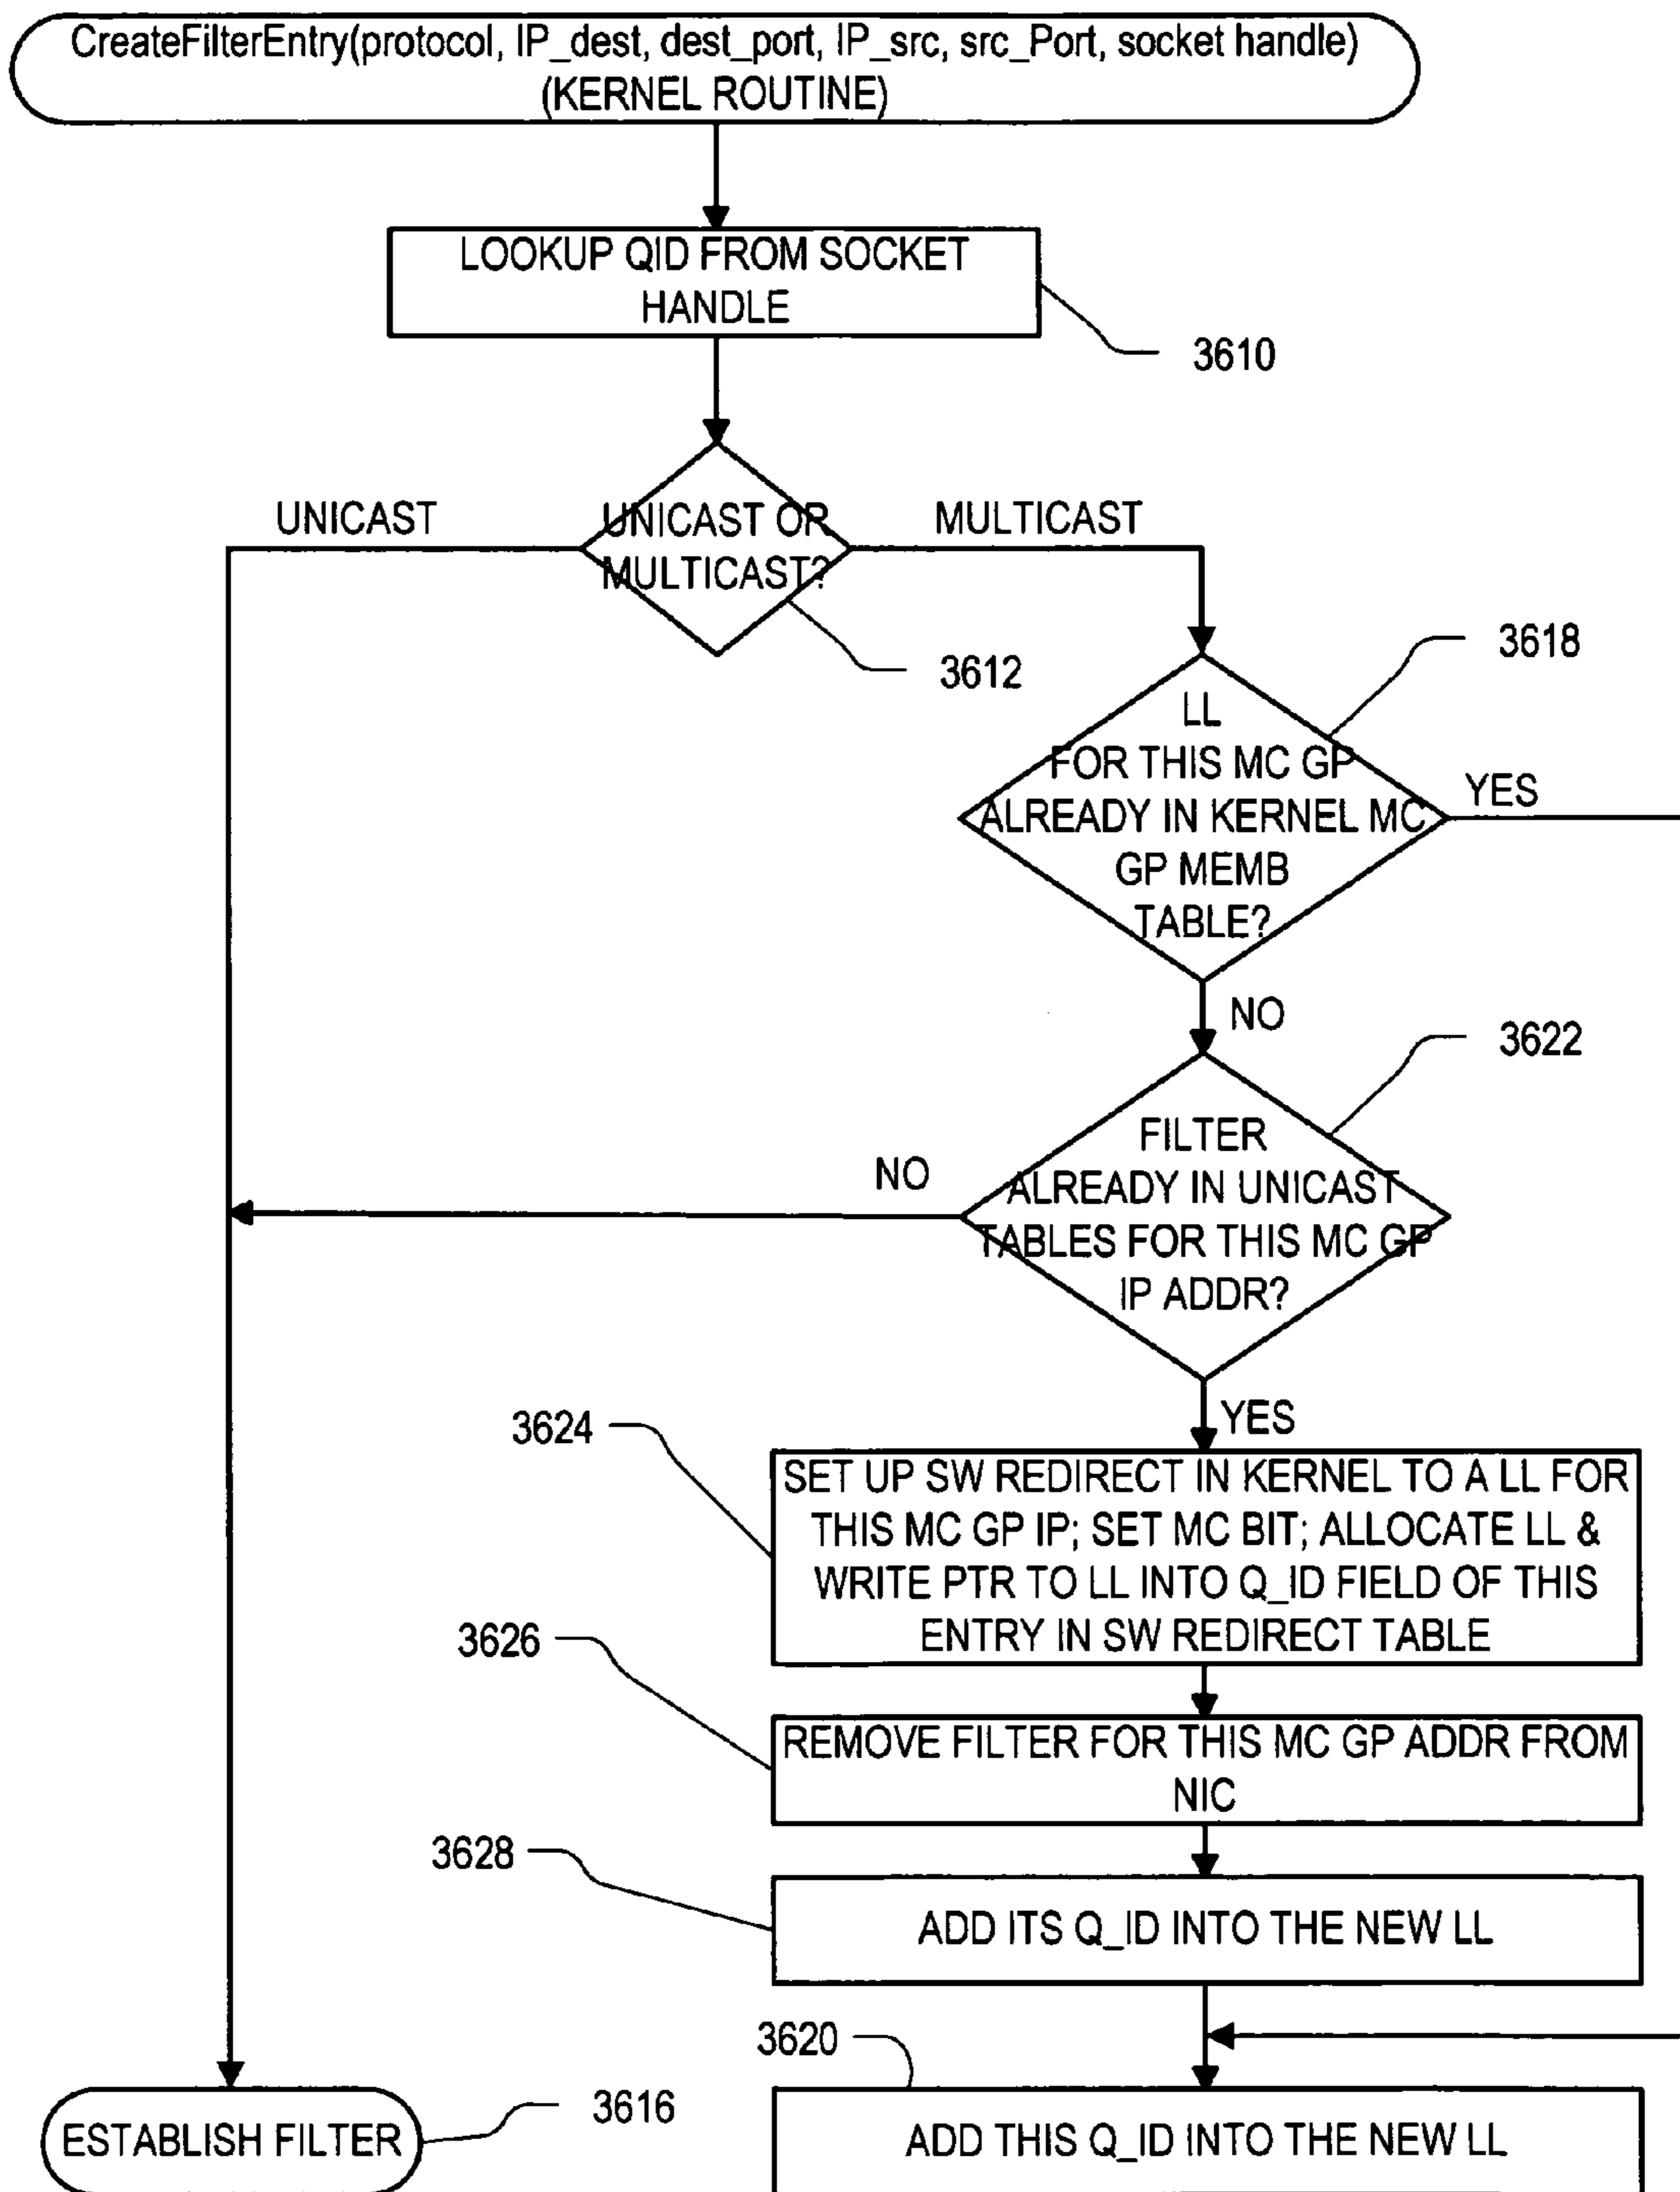 CreateFilterEntry(protocol, IP_dest, dest_port, IP_src, src_Port, socket handle)
(KERNEL ROUTINE)
LOOKUP QID FROM SOCKET
HANDLE
3610
UNICAST
UNICAST OR
MULTICAST?
MULTICAST
3612
3618
LL
FOR THIS MC GP
ALREADY IN KERNEL MC
GP MEMB
TABLE?
YES
NO
3622
FILTER
ALREADY IN UNICAST
TABLES FOR THIS MC GP
IP ADDR?
NO
YES
3624
SET UP SW REDIRECT IN KERNEL TO A LL FOR
THIS MC GP IP; SET MC BIT; ALLOCATE LL &
WRITE PTR TO LL INTO Q_ID FIELD OF THIS
ENTRY IN SW REDIRECT TABLE
3626
REMOVE FILTER FOR THIS MC GP ADDR FROM
NIC
3628
ADD ITS Q_ID INTO THE NEW LL
3620
ADD THIS Q_ID INTO THE NEW LL
ESTABLISH FILTER
3616